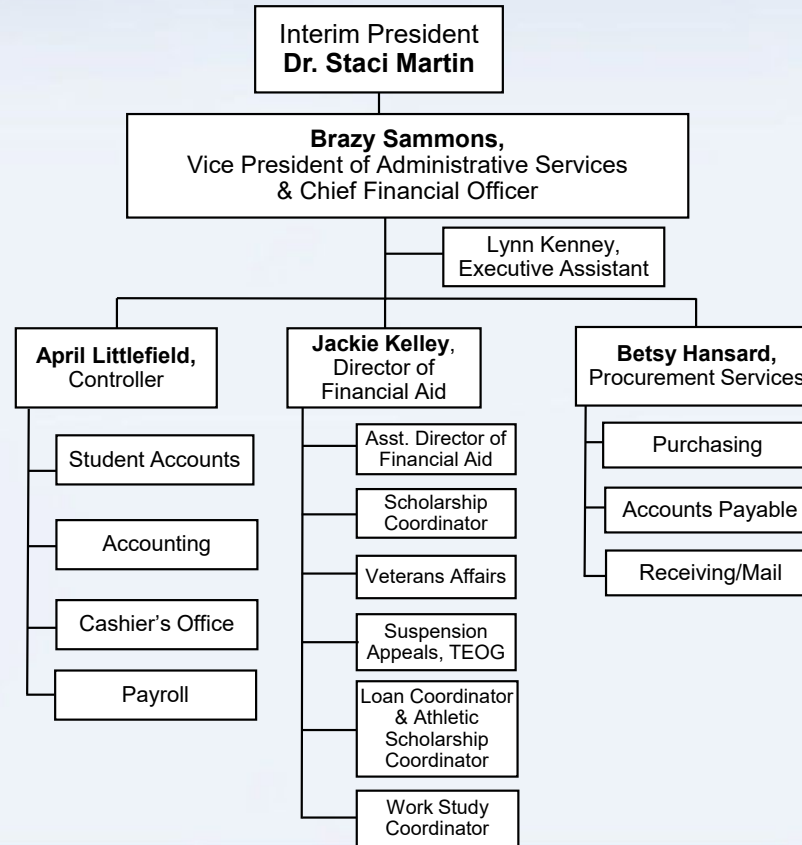 Interim President
Dr. Staci Martin
Brazy Sammons,
Vice President of Administrative Services
& Chief Financial Officer
Lynn Kenney,
Executive Assistant
April Littlefield,
Controller
Student Accounts
Accounting
Cashier’s Office
Payroll
Jackie Kelley,
Director of
Financial Aid
Asst. Director of
Financial Aid
Scholarship
Coordinator
Veterans Affairs
Suspension
Appeals, TEOG
Loan Coordinator
& Athletic
Scholarship
Coordinator
Work Study
Coordinator
Betsy Hansard,
Procurement Services
Purchasing
Accounts Payable
Receiving/Mail